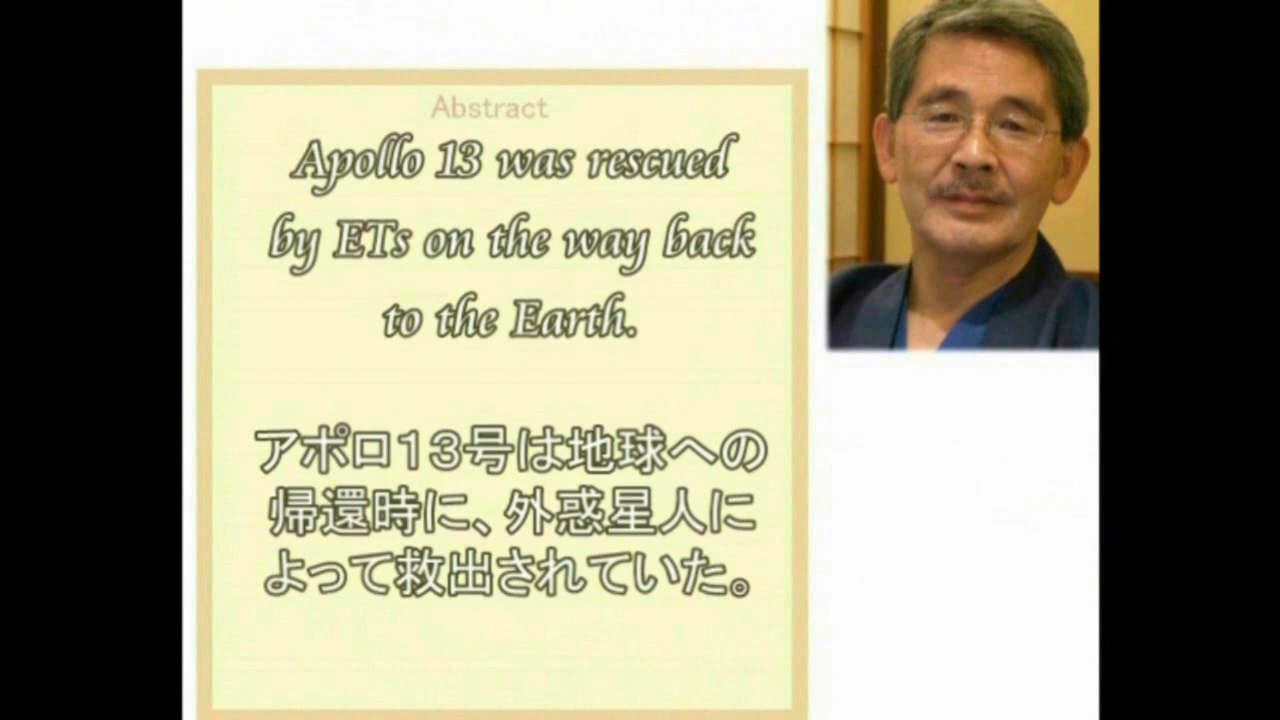 Abstract
Apollo 13 was rescued
by ETs on the way back
to the Earth.
アポロ１３号は地球への
帰還時に、外惑星人に
よって救出されていた。